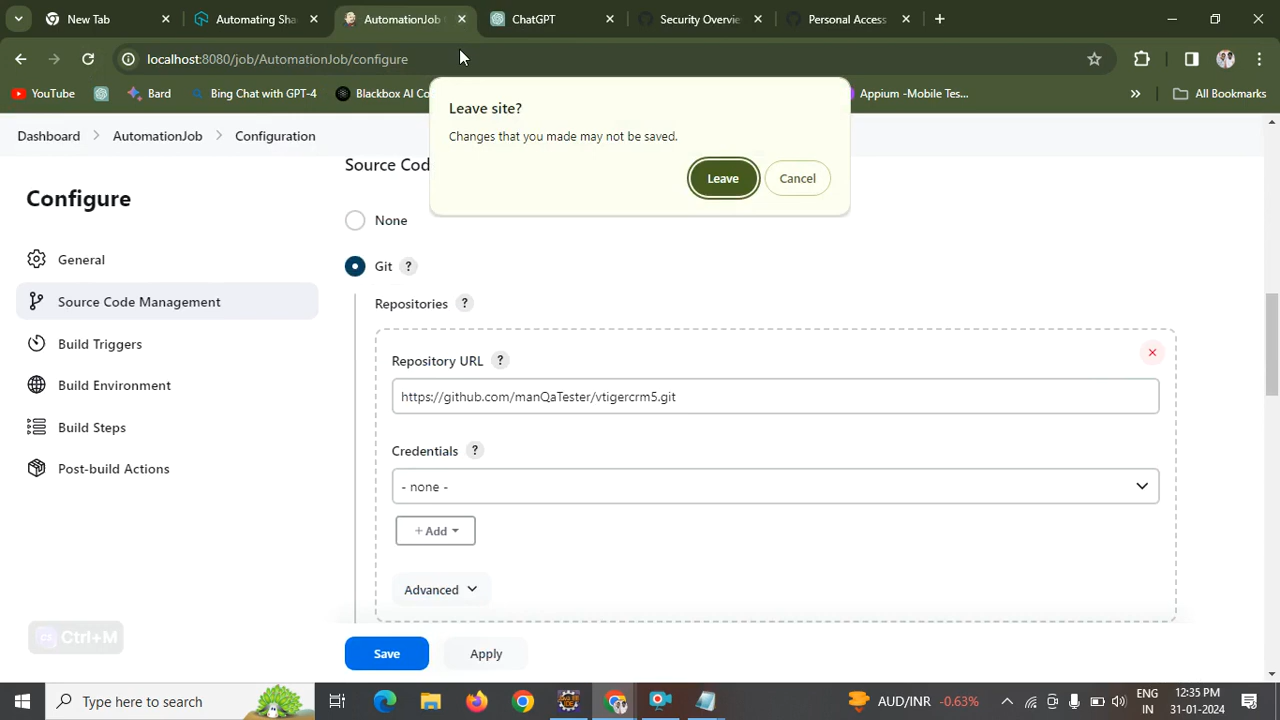 New Tab
Automating Sha
AutomationJob
ChatGPT
Security Overvie
Personal Access
localhost:8080/job/AutomationJob/configure
YouTube
Bard
Bing Chat with GPT-4
Blackbox AI Co
Appium -Mobile Tes...
All Bookmarks
Leave site?
Changes that you made may not be saved.
Leave
Cancel
Dashboard
AutomationJob
Configuration
Configure
General
Source Code Management
Build Triggers
Build Environment
Build Steps
Post-build Actions
Source Code
None
Git ?
Repositories ?
Repository URL ?
https://github.com/manQaTester/vtigercrm5.git
Credentials ?
- none -
+ Add
Advanced
Save
Apply
Ctrl+M
Type here to search
AUD/INR -0.63%
ENG
IN
12:35 PM
31-01-2024